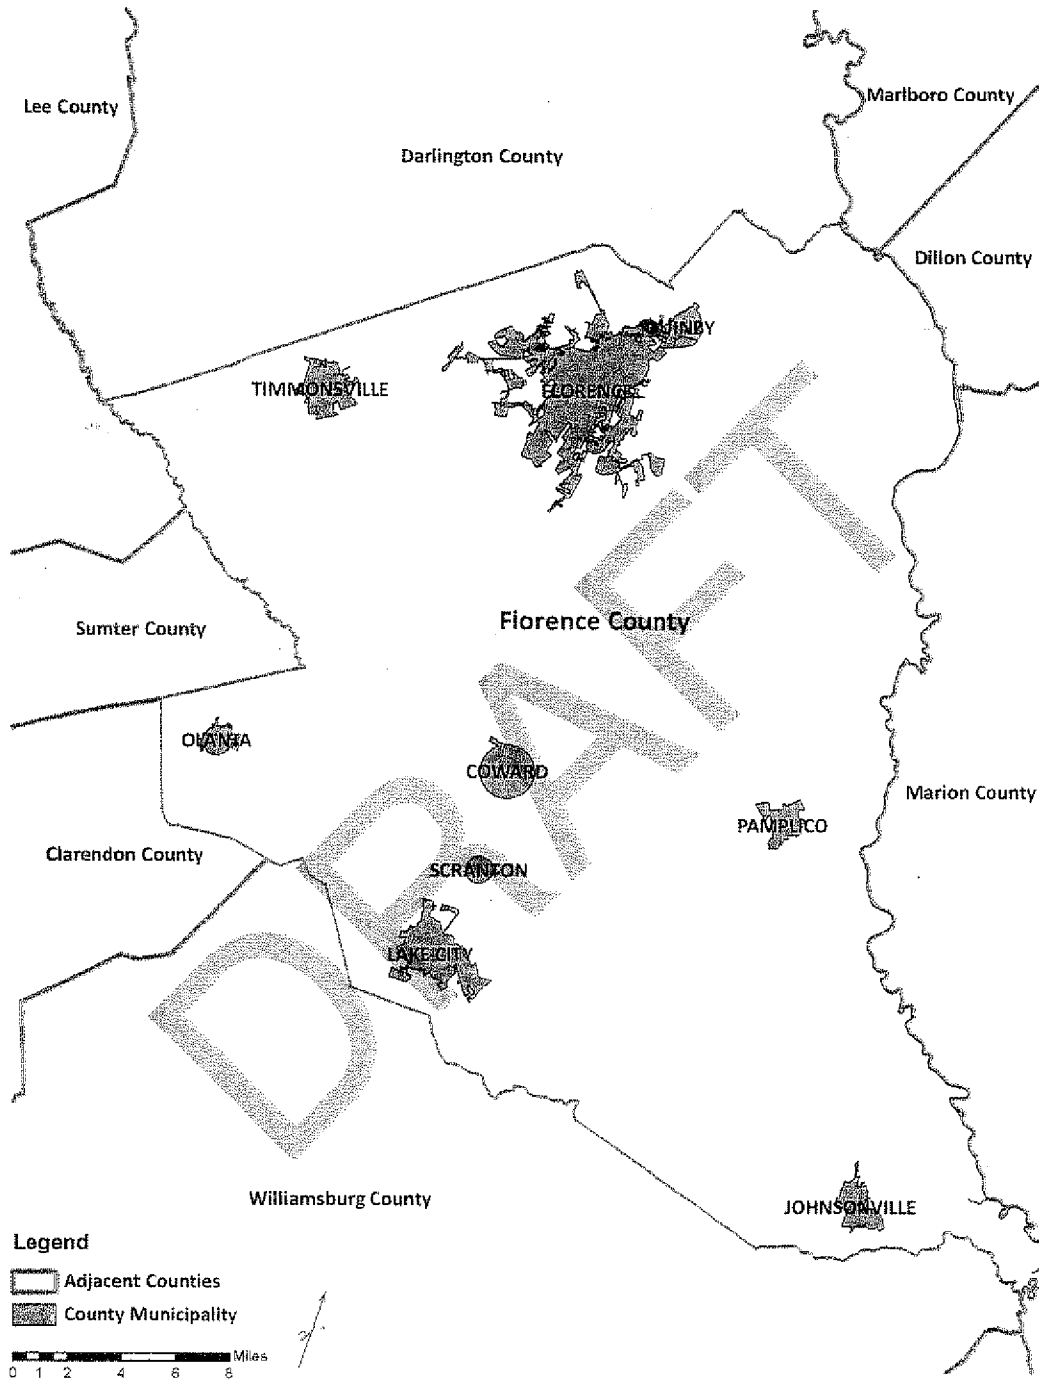 Lee County
Marlboro County
Darlington County
Dillon County
QUINBY
TIMMONSVILLE
FLORENCE
Florence County
Sumter County
OLANTA
COWARD
Marion County
PAMPLICO
Clarendon County
SCRANTON
LAKE CITY
DRAFT
Williamsburg County
JOHNSONVILLE
Legend
Adjacent Counties
County Municipality
Miles
0 1 2 4 6 8